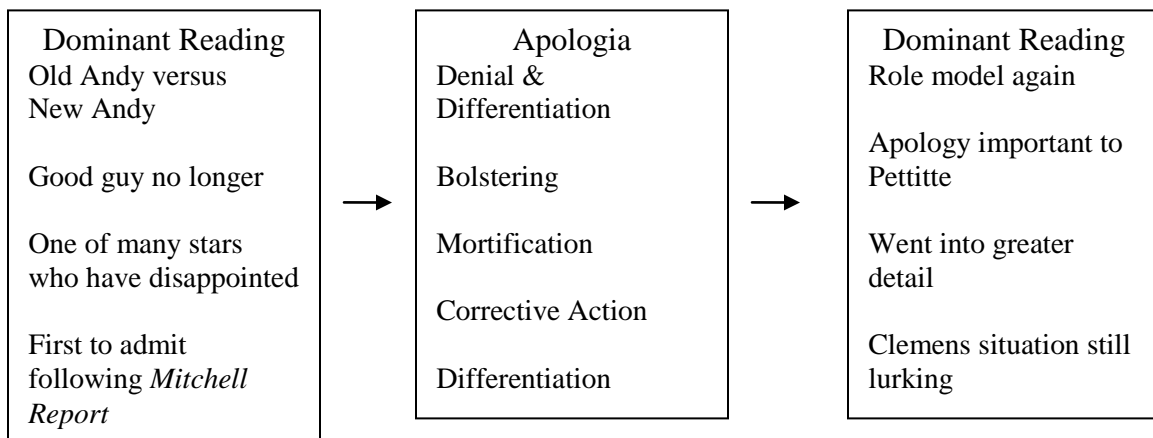 Dominant Reading
Old Andy versus
New Andy
Good guy no longer
One of many stars
who have disappointed
First to admit
following Mitchell
Report
Apologia
Denial &
Differentiation
Bolstering
Mortification
Corrective Action
Differentiation
Dominant Reading
Role model again
Apology important to
Pettitte
Went into greater
detail
Clemens situation still
lurking